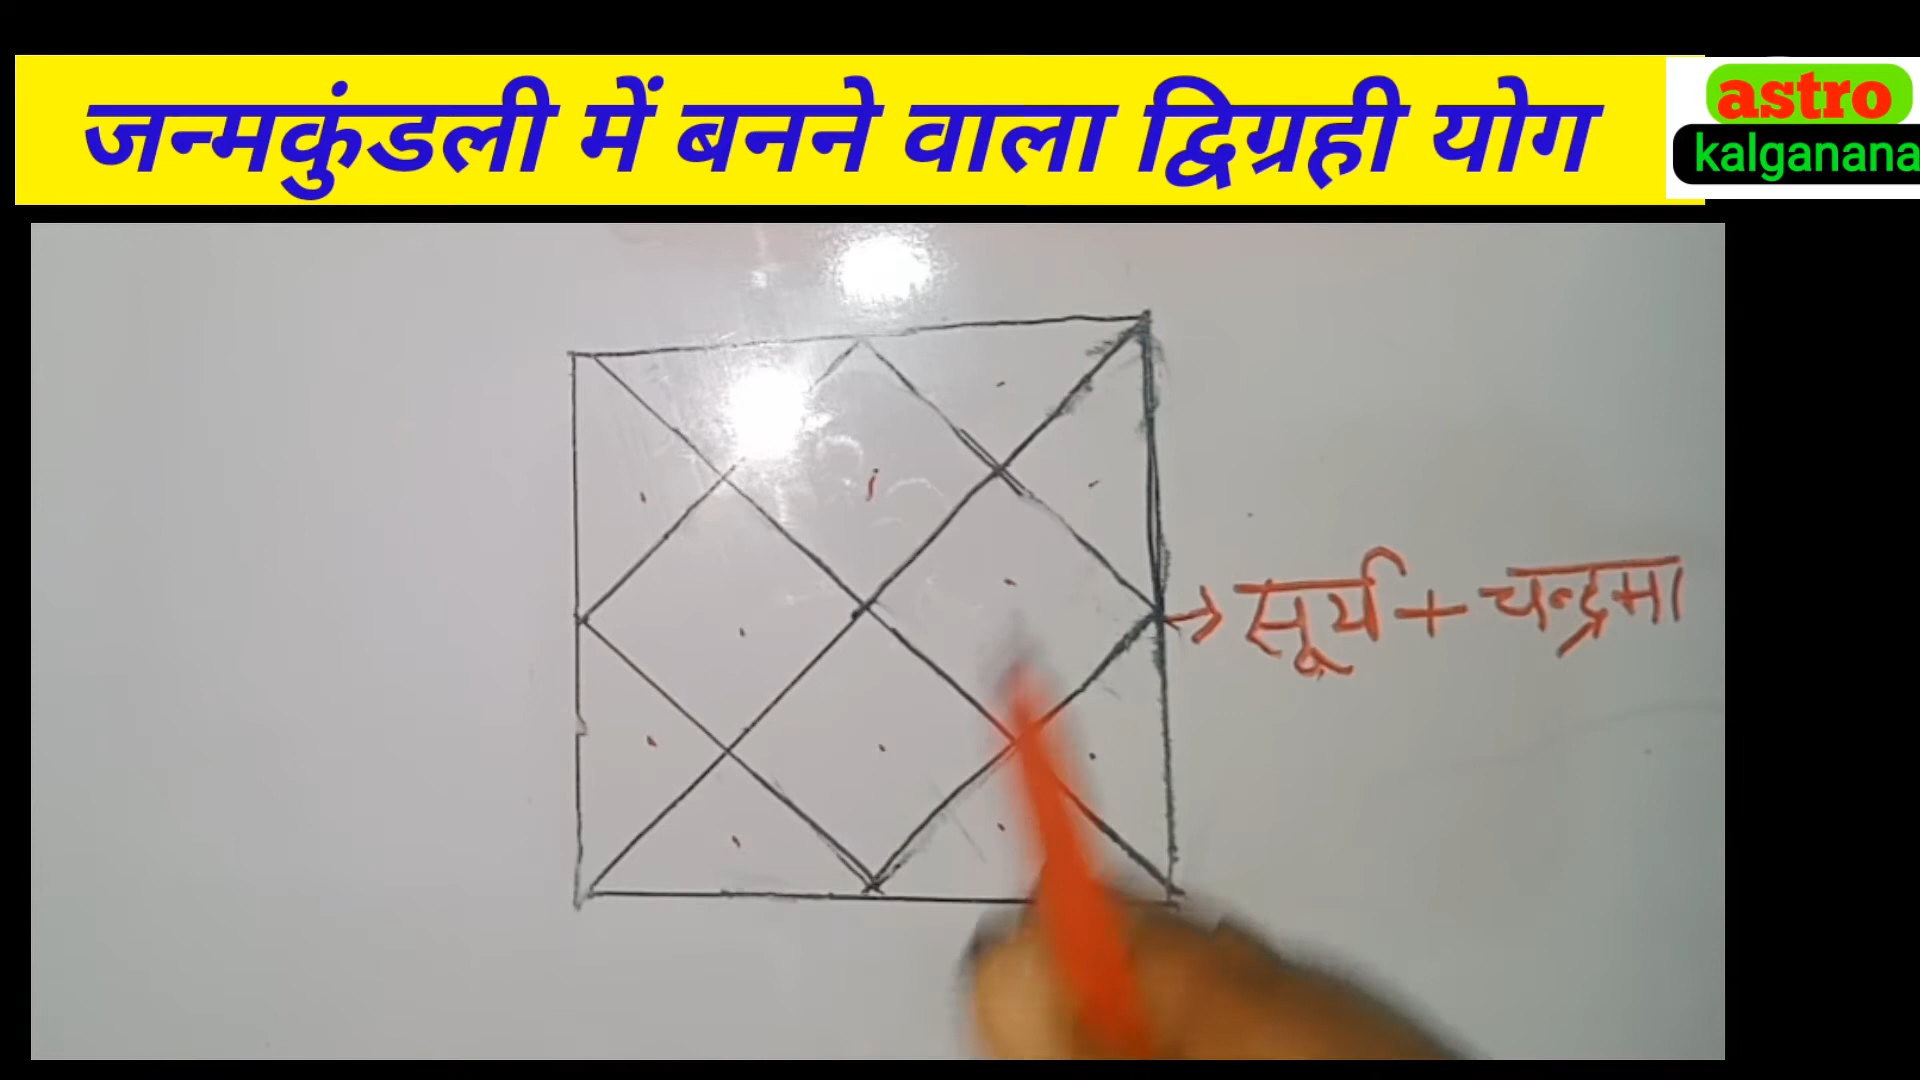 जन्मकुंडली में बनने वाला द्विग्रही योग
astro
kalganana
→ सूर्य + चन्द्रमा